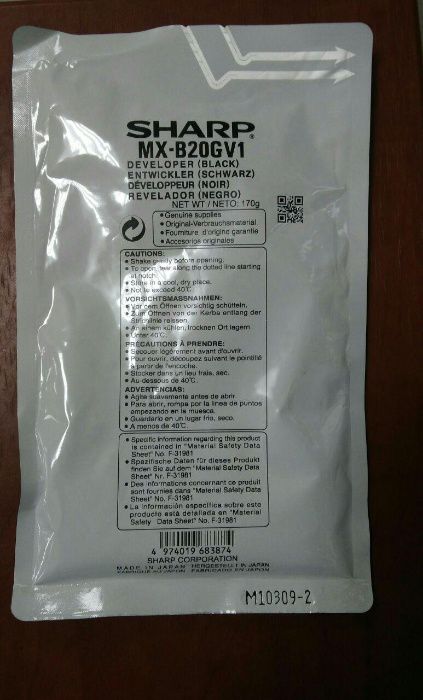 SHARP®
MX-B20GV1
DEVELOPER (BLACK)
ENTWICKLER (SCHWARZ)
DÉVELOPPEUR (NOIR)
REVELADOR (NEGRO)
NET WT / NETO: 170g
• Genuine supplies
• Original-Verbrauchsmaterial
• Fourniture d'origine garantie
• Accesorios originales
CAUTIONS:
• Shake gently before opening.
• To open, tear along the dotted line starting
at notch.
• Store in a cool, dry place.
• Not to exceed 40℃
VORSICHTSMASSNAHMEN:
• Vor dem Öffnen vorsichtig schütteln.
• Zum Öffnen von der Kerbe entlang der
Strichlinie reissen.
• An einem kühlen, trocknen Ort lagern
• Unter 40℃.
PRÉCAUTIONS À PRENDRE:
• Secouer légèrement avant d'ouvrir.
• Pour ouvrir, découpez suivant le pointillé
à partir de l'encoche.
• Stocker dans un lieu frais, sec.
• Au-dessous de 40℃.
ADVERTENCIAS:
• Agite suavemente antes de abrir.
• Para abrir, rompa por la linea de puntos
empezando en la muesca.
• Guardarlo en un lugar frio, seco.
• A menos de 40℃
• Specific information regarding this product
is contained in "Material Safety Data
Sheet" No. F-31981
• Spezifische Daten für dieses Produkt
finden Sie auf dem "Material Safety Data
Sheet" Nr. F-31981
• Des informations concernant ce produit
sont fournies dans "Material Safety Data
Sheet" No. F-31981
• La información específica sobre este
producto está detallada en "Material
Safety Data Sheet" No. F-31981
4 974019 683874
SHARP CORPORATION
MADE IN JAPAN HERGESTELLT IN JAPAN
FABRIQUÉ AU JAPON FABRICADO EN JAPÓN
M10309-2